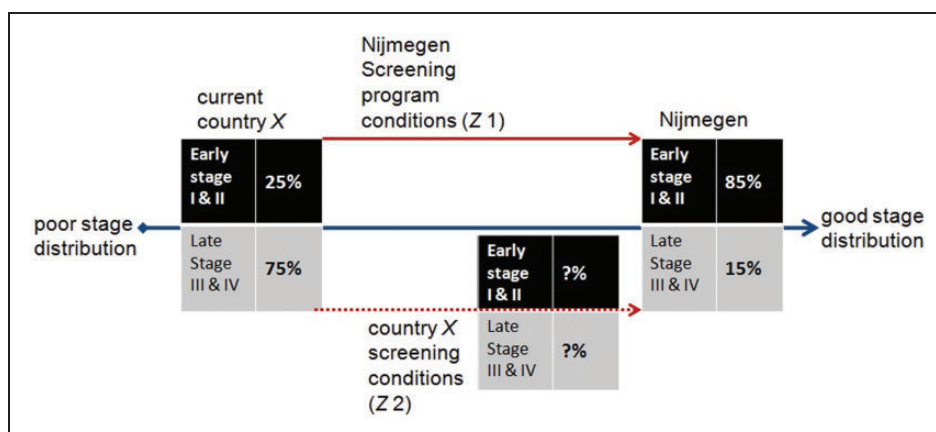 Nijmegen
Screening
program
conditions (Z 1)
current
country X
Nijmegen
Early
stage
I & II
25%
Early
stage
I & II
85%
poor stage
distribution
good stage
distribution
Late
Stage
III & IV
75%
Early
stage
I & II
?%
Late
Stage
III & IV
15%
country X
screening
conditions
(Z 2)
Late
Stage
III & IV
?%